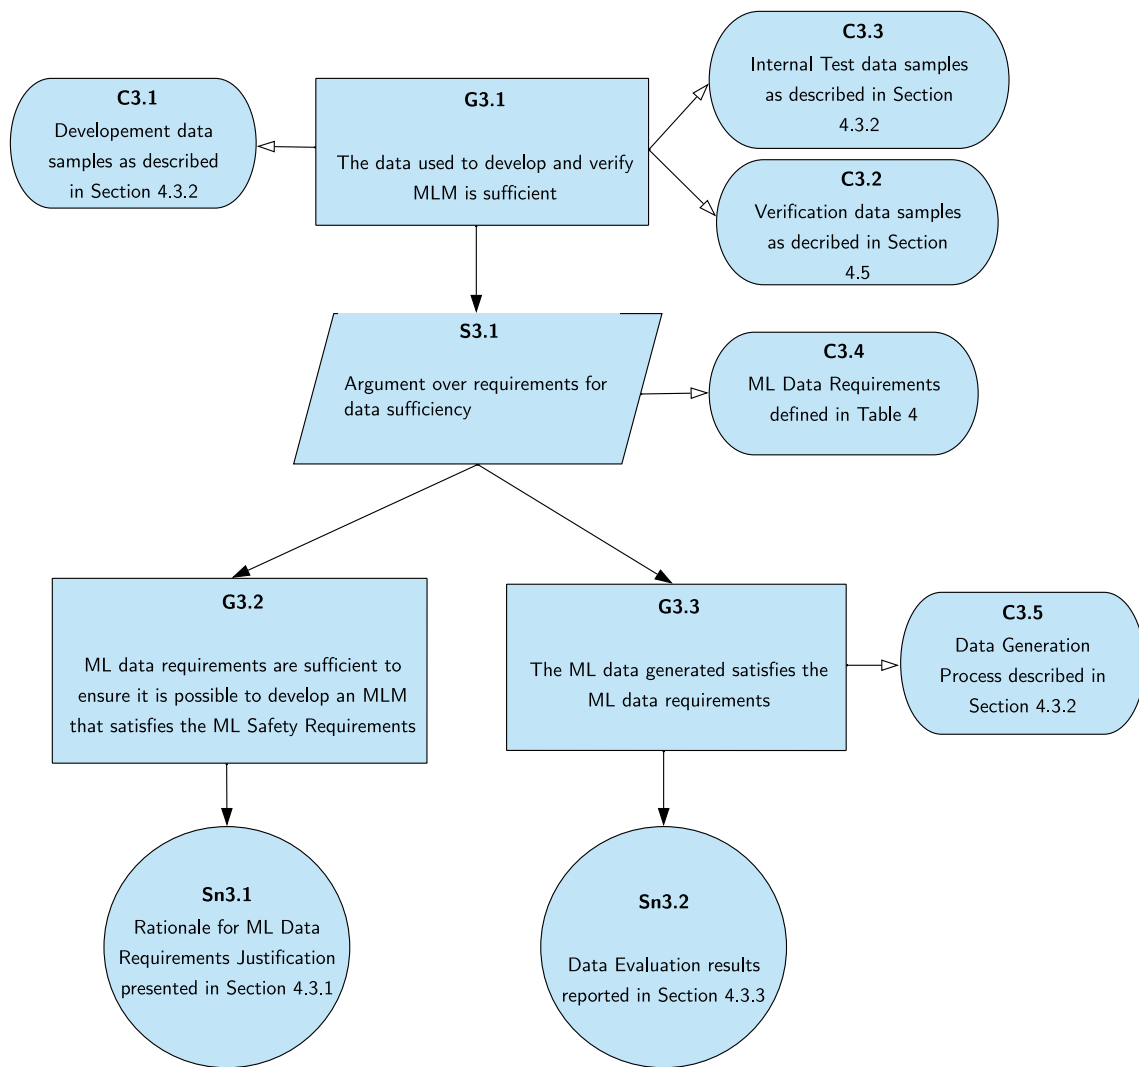 C3.3
Internal Test data samples
as described in Section
4.3.2
C3.1
Developement data
samples as described
in Section 4.3.2
G3.1
The data used to develop and verify
MLM is sufficient
C3.2
Verification data samples
as decribed in Section
4.5
S3.1
Argument over requirements for
data sufficiency
C3.4
ML Data Requirements
defined in Table 4
G3.2
ML data requirements are sufficient to
ensure it is possible to develop an MLM
that satisfies the ML Safety Requirements
G3.3
The ML data generated satisfies the
ML data requirements
C3.5
Data Generation
Process described in
Section 4.3.2
Sn3.1
Rationale for ML Data
Requirements Justification
presented in Section 4.3.1
Sn3.2
Data Evaluation results
reported in Section 4.3.3